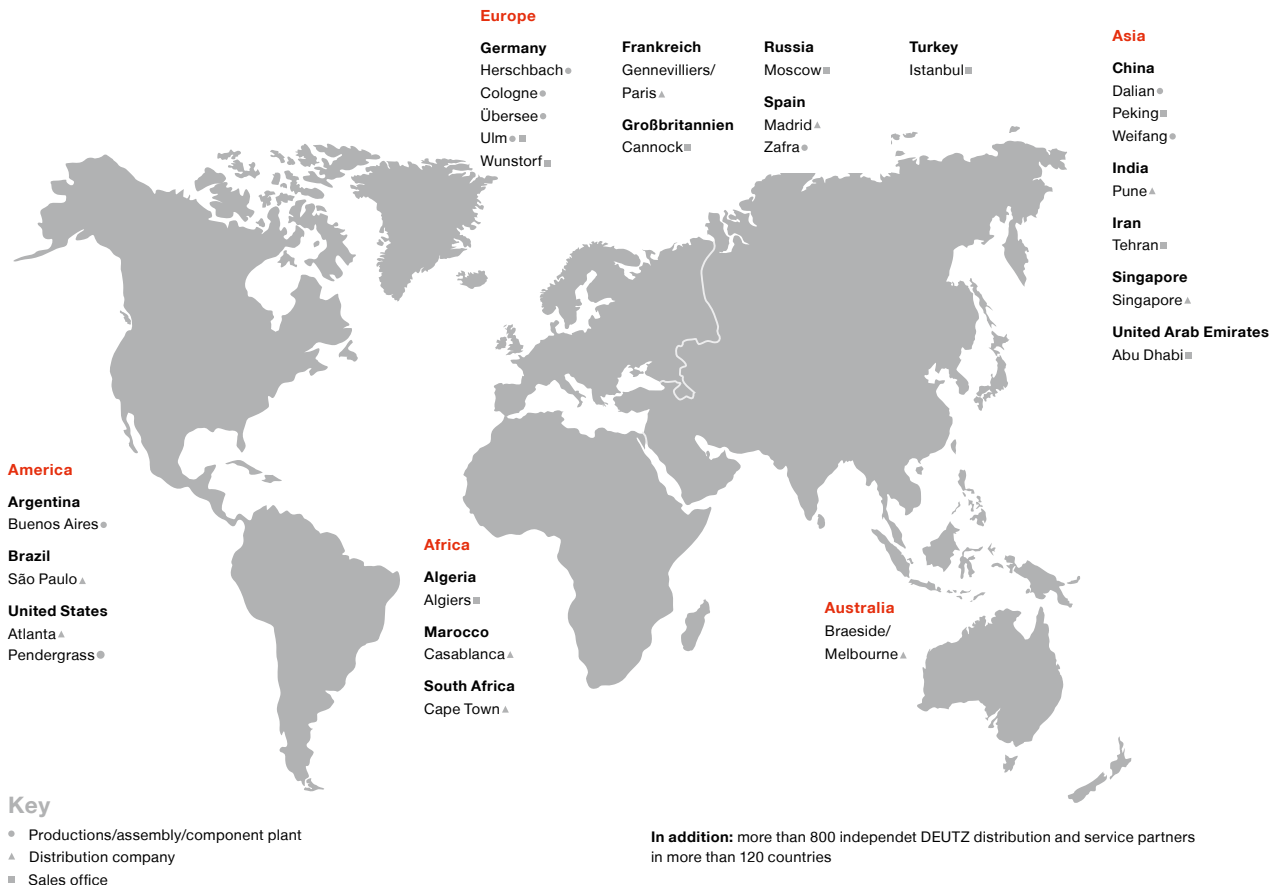 Europe
Germany
Herschbach
Cologne
Übersee
Ulm
Wunstorf
Frankreich
Gennevilliers/
Paris
Großbritannien
Cannock
Russia
Moscow
Spain
Madrid
Zafra
Turkey
Istanbul
Asia
China
Dalian
Peking
Weifang
India
Pune
Iran
Tehran
Singapore
Singapore
United Arab Emirates
Abu Dhabi
America
Argentina
Buenos Aires
Brazil
São Paulo
United States
Atlanta
Pendergrass
Africa
Algeria
Algiers
Marocco
Casablanca
South Africa
Cape Town
Australia
Braeside/
Melbourne
Key
Productions/assembly/component plant
Distribution company
Sales office
In addition: more than 800 independet DEUTZ distribution and service partners
in more than 120 countries